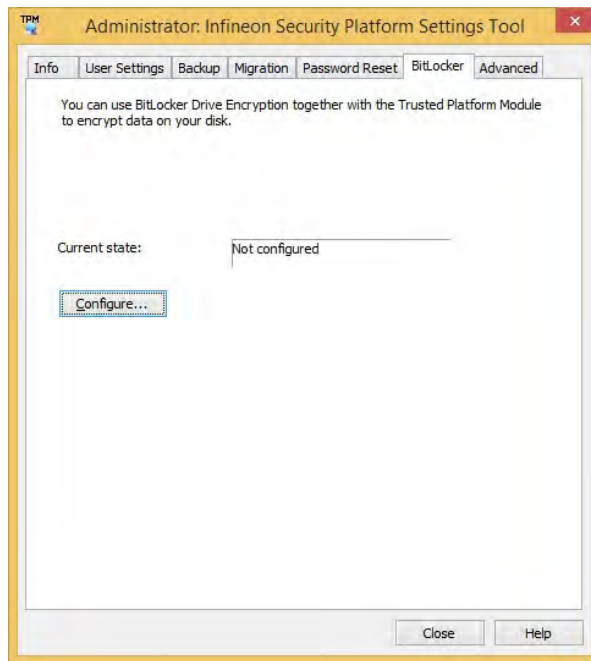 TPM
Administrator: Infineon Security Platform Settings Tool
Info User Settings Backup Migration Password Reset BitLocker Advanced
You can use BitLocker Drive Encryption together with the Trusted Platform Module
to encrypt data on your disk.
Current state: Not configured
Configure...
Close Help